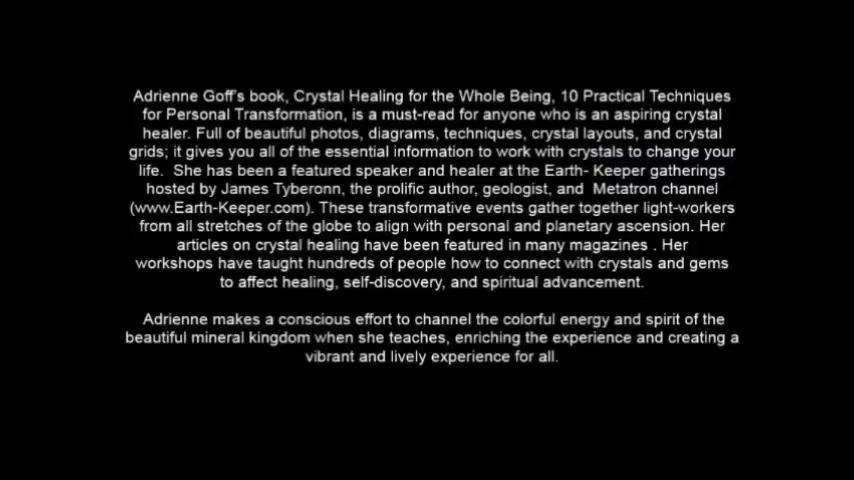 Adrienne Goff's book, Crystal Healing for the Whole Being, 10 Practical Techniques
for Personal Transformation, is a must-read for anyone who is an aspiring crystal
healer. Full of beautiful photos, diagrams, techniques, crystal layouts, and crystal
grids; it gives you all of the essential information to work with crystals to change your
life.  She has been a featured speaker and healer at the Earth- Keeper gatherings
hosted by James Tyberonn, the prolific author, geologist, and  Metatron channel
(www.Earth-Keeper.com). These transformative events gather together light-workers
from all stretches of the globe to align with personal and planetary ascension. Her
articles on crystal healing have been featured in many magazines . Her
workshops have taught hundreds of people how to connect with crystals and gems
to affect healing, self-discovery, and spiritual advancement.
Adrienne makes a conscious effort to channel the colorful energy and spirit of the
beautiful mineral kingdom when she teaches, enriching the experience and creating a
vibrant and lively experience for all.